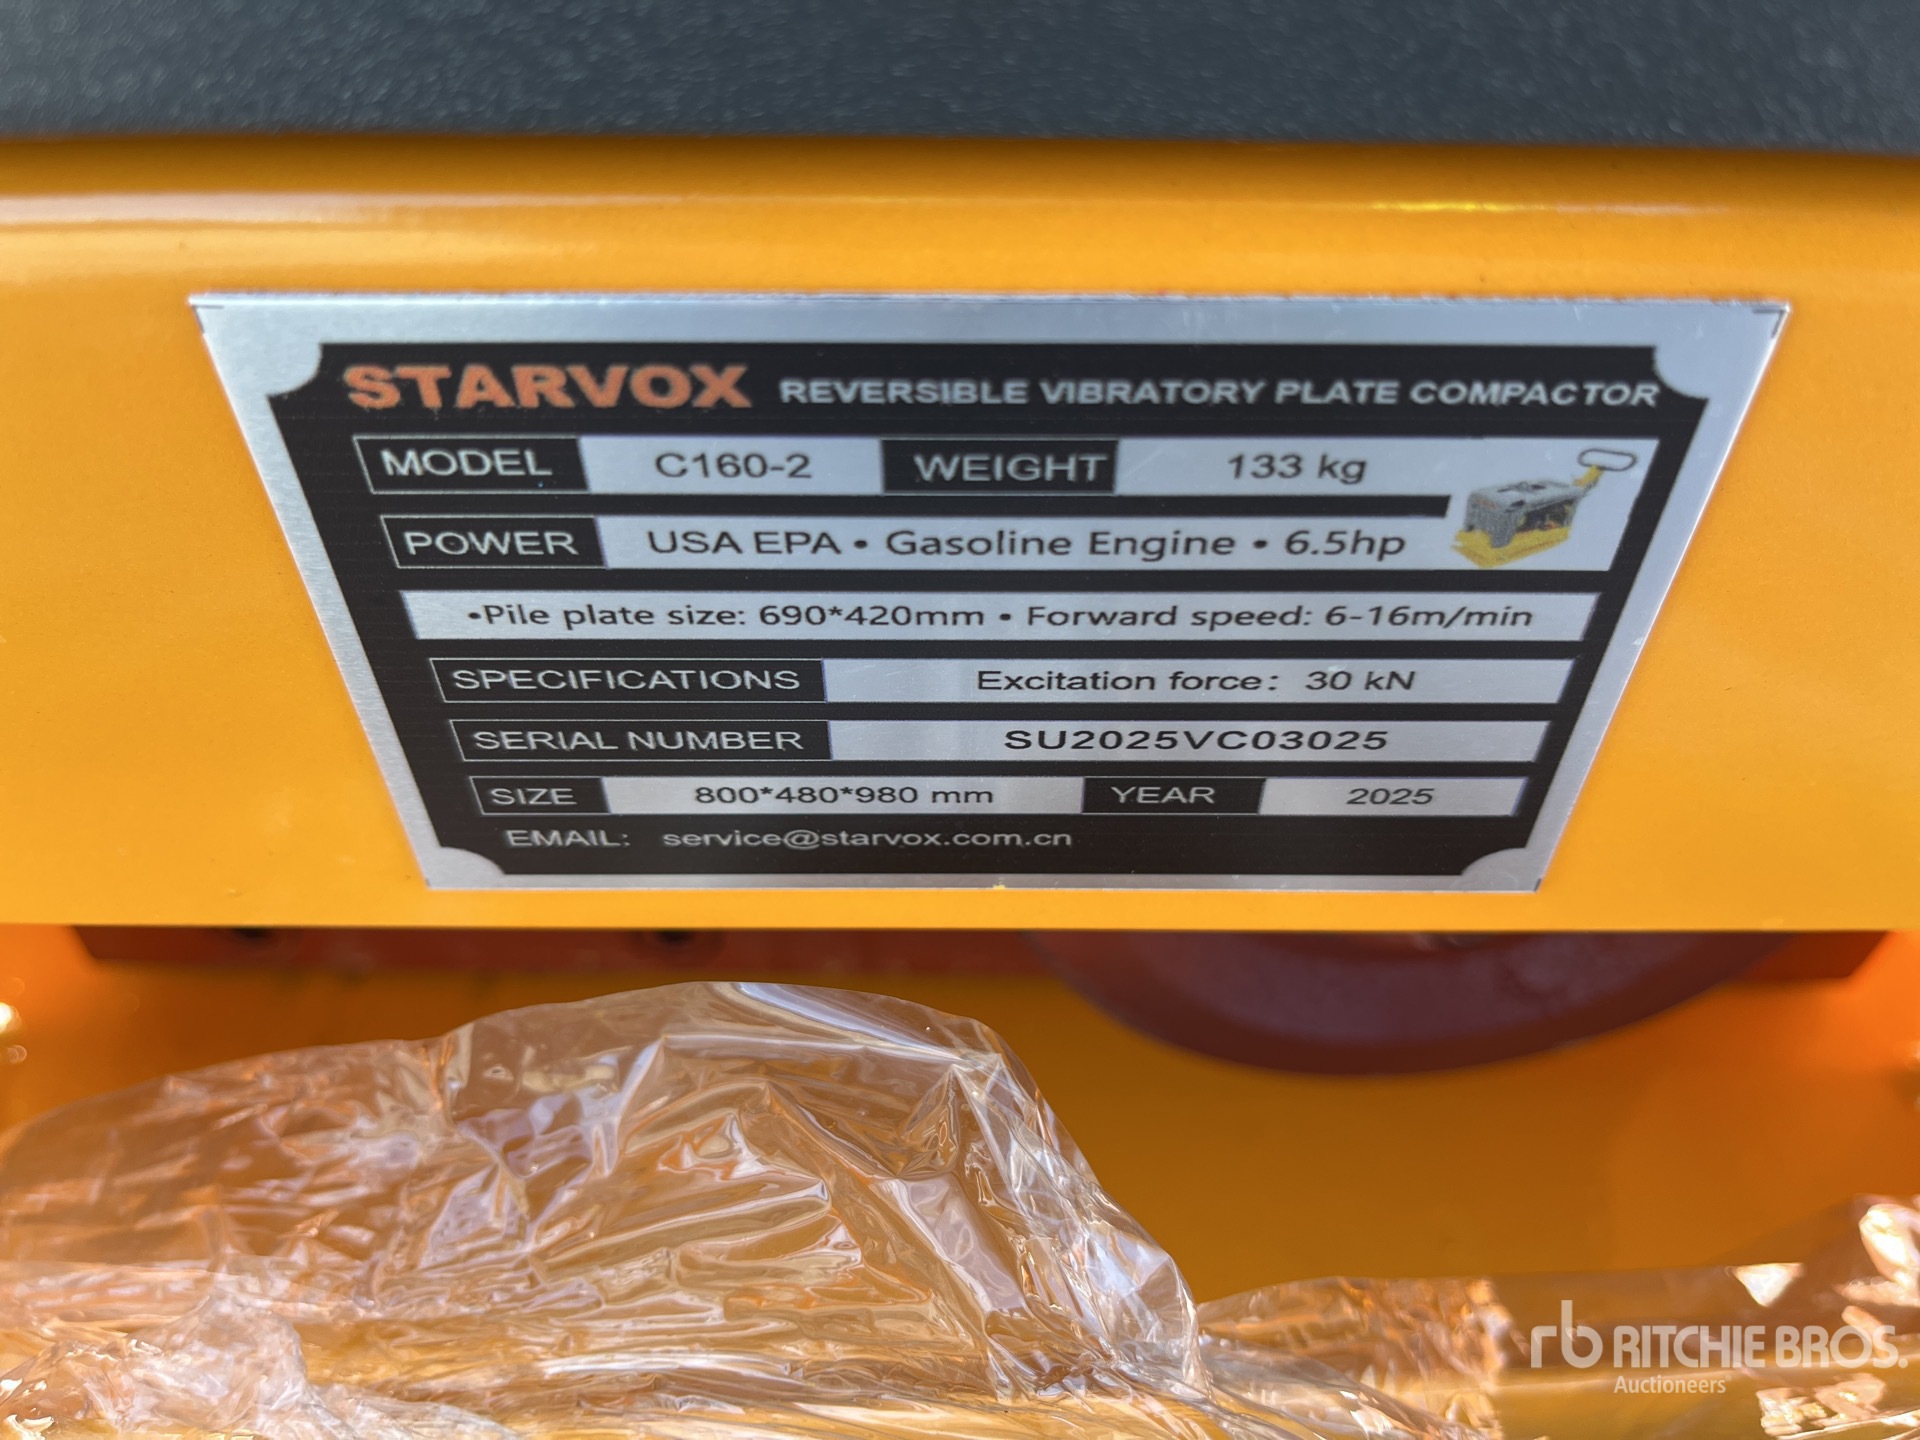 STARVOX REVERSIBLE VIBRATORY PLATE COMPACTOR
MODEL C160-2 WEIGHT 133 kg
POWER USA EPA • Gasoline Engine • 6.5hp
•Pile plate size: 690*420mm • Forward speed: 6-16m/min
SPECIFICATIONS Excitation force: 30 kN
SERIAL NUMBER SU2025VC03025
SIZE 800*480*980 mm YEAR 2025
EMAIL: service@starvox.com.cn
rb RITCHIE BROS.
Auctioneers